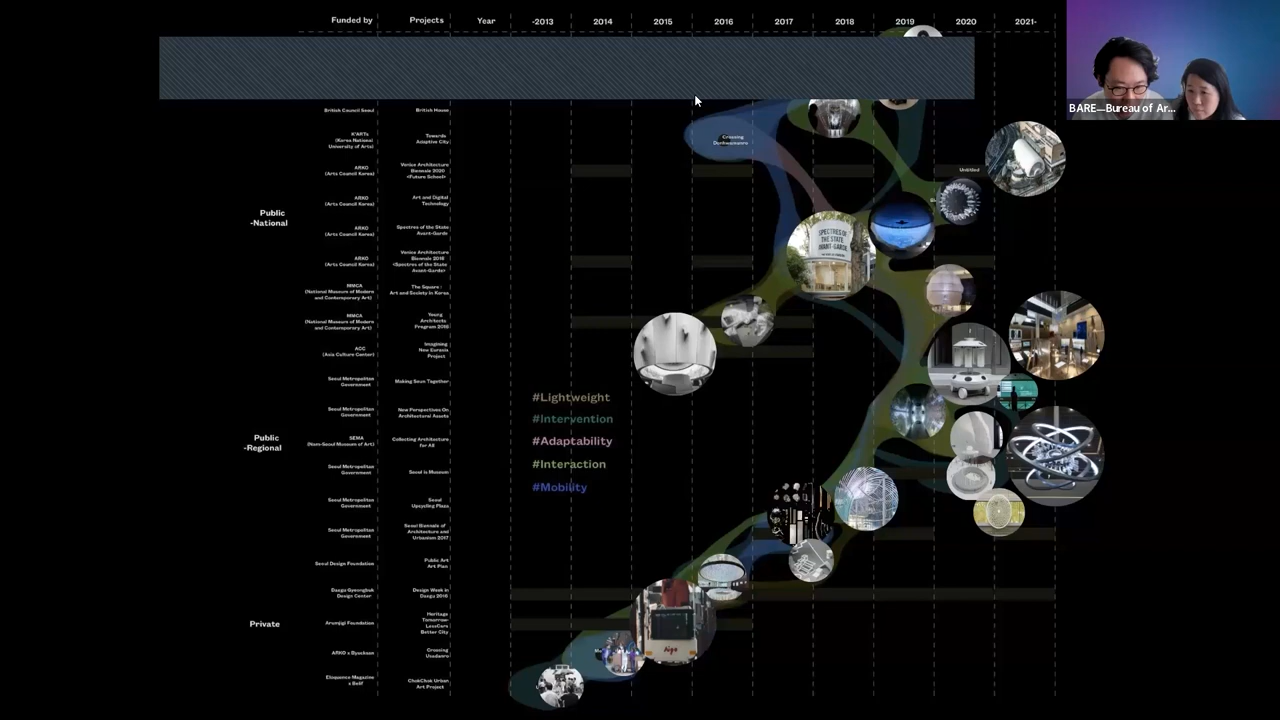 Funded by Projects Year -2013 2014 2015 2016 2017 2018 2019 2020 2021-
British Council Seoul British House
K'ARTs
(Korea National
University of Arts)
Towards
Adaptive City
Crossing
ARKO
(Arts Council Korea)
Venice Architecture
Biennale 2020
<Future School>
Untitled
ARKO
(Arts Council Korea)
Art and Digital
Technology
Public
-National
ARKO
(Arts Council Korea)
Spectres of the State
Avant-Garde
SPECTRES OF
THE STATE
AVANT-GARDE
ARKO
(Arts Council Korea)
Venice Architecture
Biennale 2018
<Spectres of the State
Avant-Garde>
MMCA
(National Museum of Modern
and Contemporary Art)
The Square :
Art and Society in Korea
MMCA
(National Museum of Modern
and Contemporary Art)
Young
Architects
Program 2016
ACC
(Asia Culture Center)
Imagining
New Eurasia
Project
Seoul Metropolitan
Government
Making Seun Together
#Lightweight
#Intervention
#Adaptability
#Interaction
#Mobility
Seoul Metropolitan
Government
New Perspectives On
Architectural Assets
Public
-Regional
SEMA
(Nam-Seoul Museum of Art)
Collecting Architecture
for All
Seoul Metropolitan
Government
Seoul is Museum
Seoul Metropolitan
Government
Seoul
Upcycling Plaza
Seoul Metropolitan
Government
Seoul Biennale of
Architecture and
Urbanism 2017
Seoul Design Foundation
Public Art
Art Plan
Daegu Gyeongbuk
Design Center
Design Week in
Daegu 2016
Private
Arumjigi Foundation
Heritage
Tomorrow-
LessCars
Better City
Aigo
ARKO x Byucksan
Crossing
Usadanro
Eloquence Magazine
x Belif
ChokChok Urban
Art Project
BARE—Bureau of Ar...